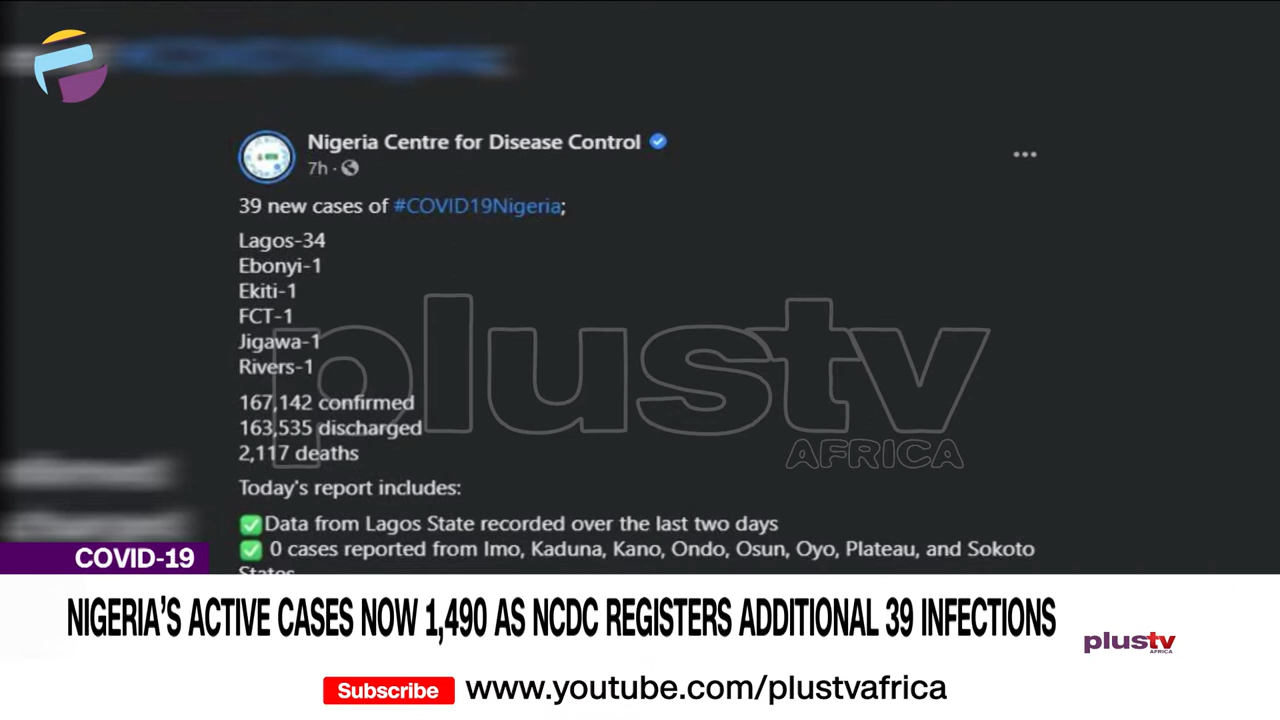 Nigeria Centre for Disease Control
7h ·
39 new cases of #COVID19Nigeria;
Lagos-34
Ebonyi-1
Ekiti-1
FCT-1
Jigawa-1
Rivers-1
167,142 confirmed
163,535 discharged
2,117 deaths
Today's report includes:
✅Data from Lagos State recorded over the last two days
✅ 0 cases reported from Imo, Kaduna, Kano, Ondo, Osun, Oyo, Plateau, and Sokoto
States
plustv
AFRICA
COVID-19
NIGERIA'S ACTIVE CASES NOW 1,490 AS NCDC REGISTERS ADDITIONAL 39 INFECTIONS
plustv
AFRICA
Subscribe www.youtube.com/plustvafrica